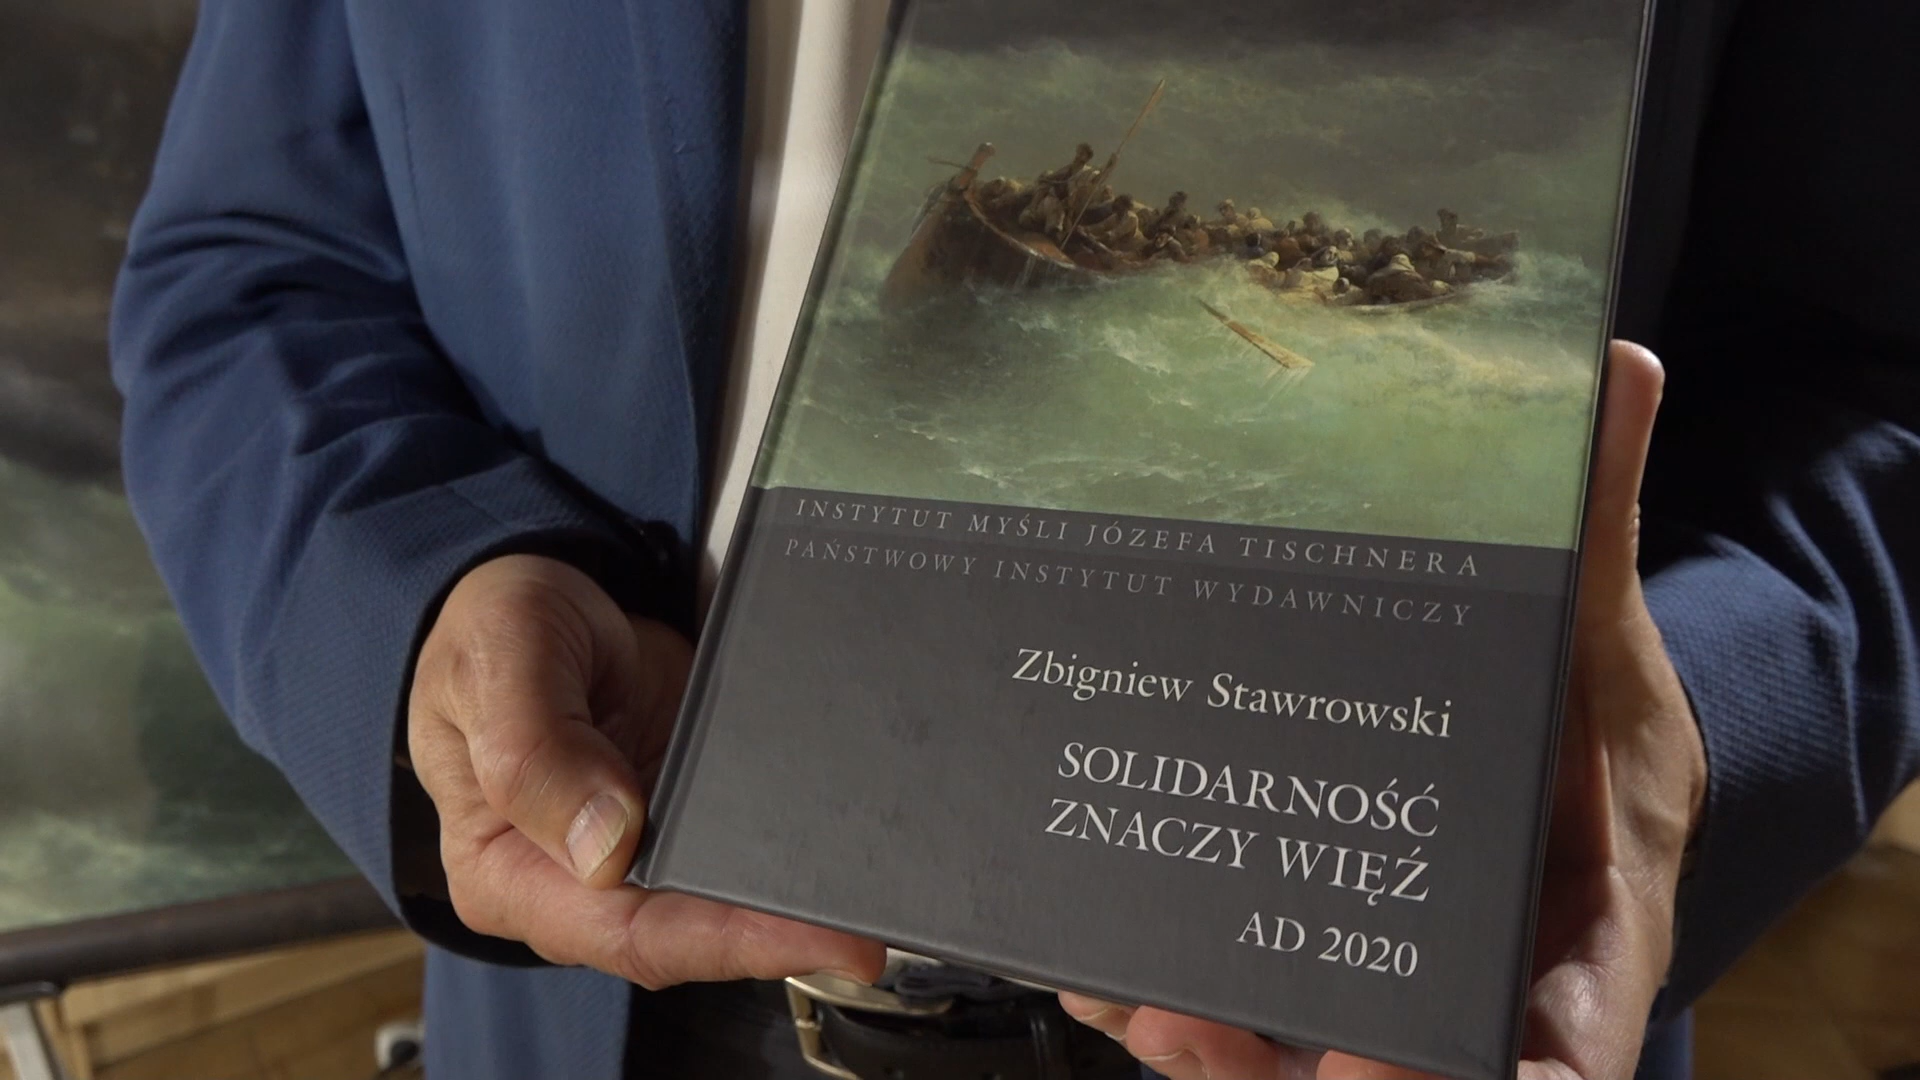 INSTYTUT MYŚLI JÓZEFA TISCHNERA
PAŃSTWOWY INSTYTUT WYDAWNICZY
Zbigniew Stawrowski
SOLIDARNOŚĆ
ZNACZY WIĘŹ
AD 2020